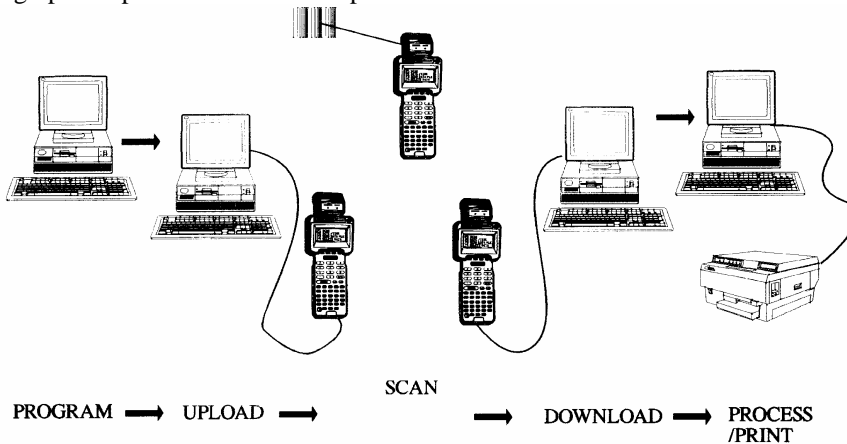 SCAN
PROGRAM → UPLOAD → → DOWNLOAD → PROCESS
/PRINT